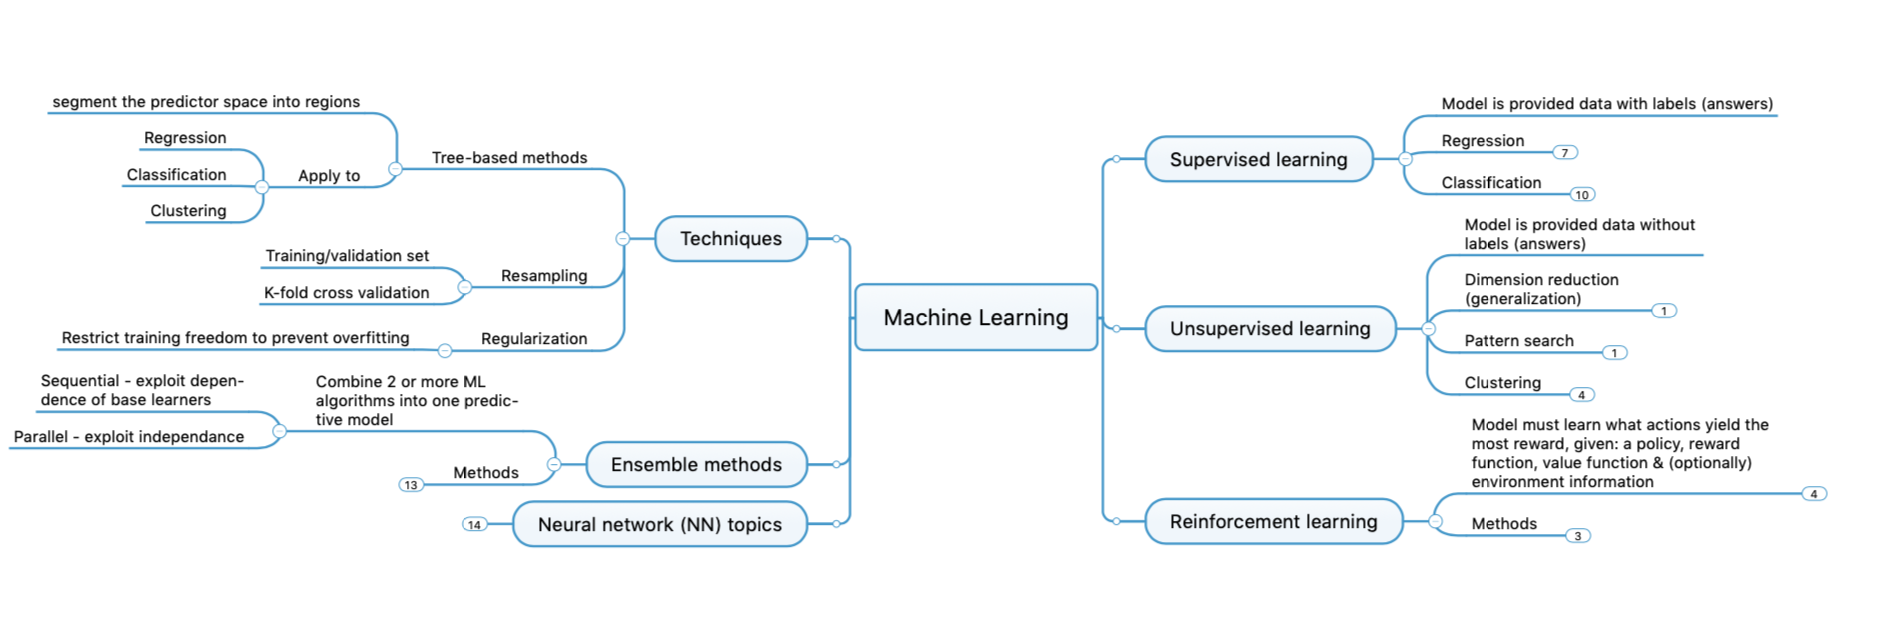 Machine Learning
Supervised learning
Model is provided data with labels (answers)
Regression
7
Classification
10
Unsupervised learning
Model is provided data without
labels (answers)
Dimension reduction
(generalization)
1
Pattern search
1
Clustering
4
Reinforcement learning
Model must learn what actions yield the
most reward, given: a policy, reward
function, value function & (optionally)
environment information
4
Methods
3
Techniques
Tree-based methods
segment the predictor space into regions
Apply to
Regression
Classification
Clustering
Resampling
Training/validation set
K-fold cross validation
Regularization
Restrict training freedom to prevent overfitting
Ensemble methods
Combine 2 or more ML
algorithms into one predic-
tive model
Sequential - exploit depen-
dence of base learners
Parallel - exploit independance
Methods
13
Neural network (NN) topics
14